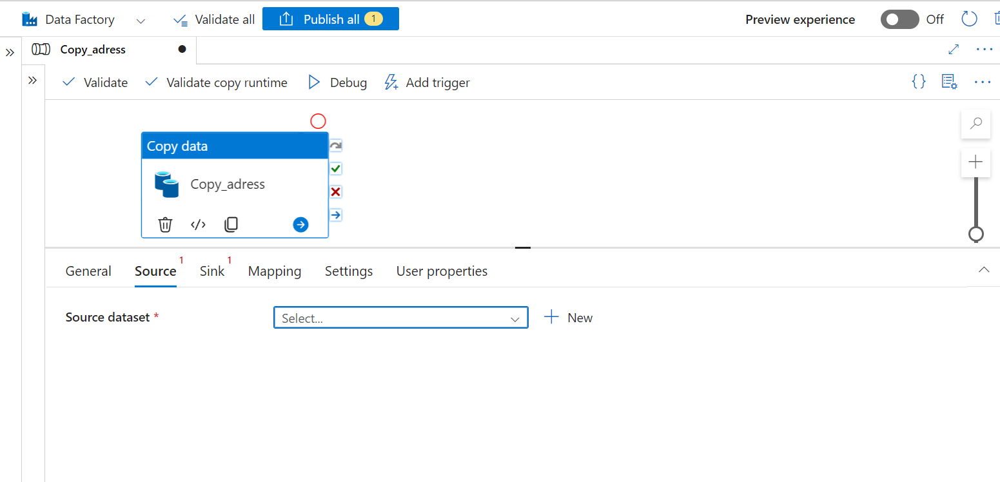 Data Factory Validate all Publish all 1 Preview experience Off
Copy_adress
Validate Validate copy runtime Debug Add trigger
Copy data
Copy_adress
General Source 1 Sink 1 Mapping Settings User properties
Source dataset * Select... New